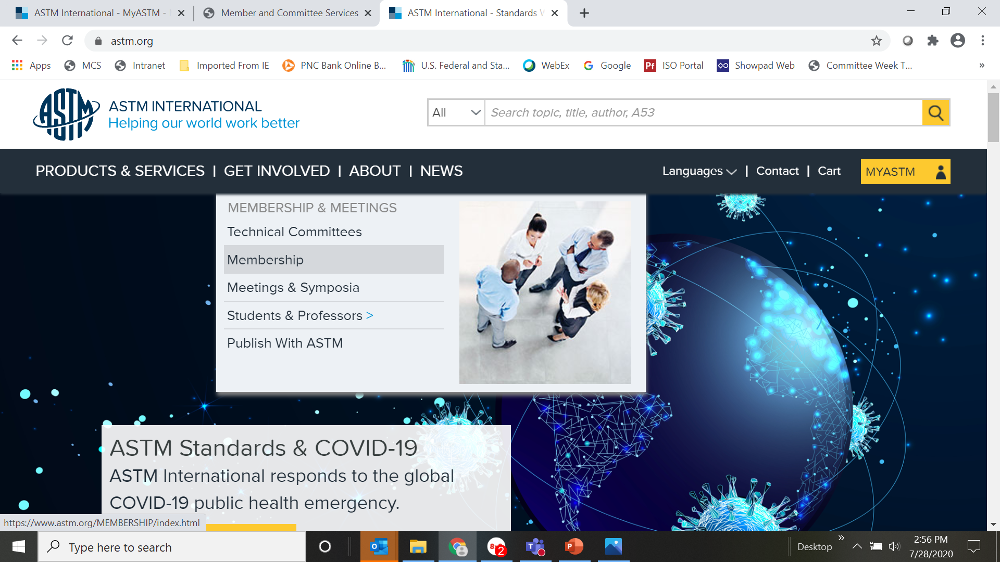 ASTM International - MyASTM -
Member and Committee Services
ASTM International - Standards W
astm.org
Apps
MCS
Intranet
Imported From IE
PNC Bank Online B...
U.S. Federal and Sta...
WebEx
Google
Pf
ISO Portal
Showpad Web
Committee Week T...
»
ASTM
ASTM INTERNATIONAL
Helping our world work better
All
Search topic, title, author, A53
PRODUCTS & SERVICES | GET INVOLVED | ABOUT | NEWS
Languages | Contact | Cart
MYASTM
MEMBERSHIP & MEETINGS
Technical Committees
Membership
Meetings & Symposia
Students & Professors >
Publish With ASTM
ASTM Standards & COVID-19
ASTM International responds to the global
COVID-19 public health emergency.
https://www.astm.org/MEMBERSHIP/index.html
Type here to search
2
Desktop
»
2:56 PM
7/28/2020